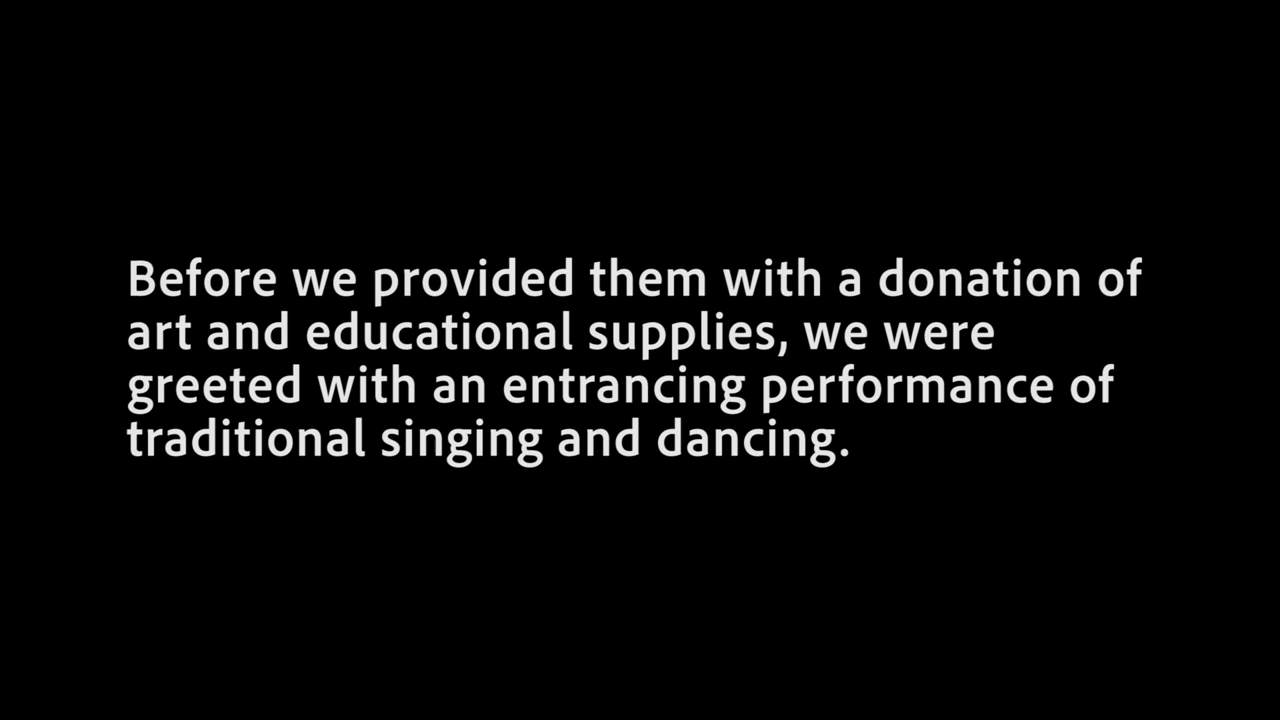 Before we provided them with a donation of
art and educational supplies, we were
greeted with an entrancing performance of
traditional singing and dancing.